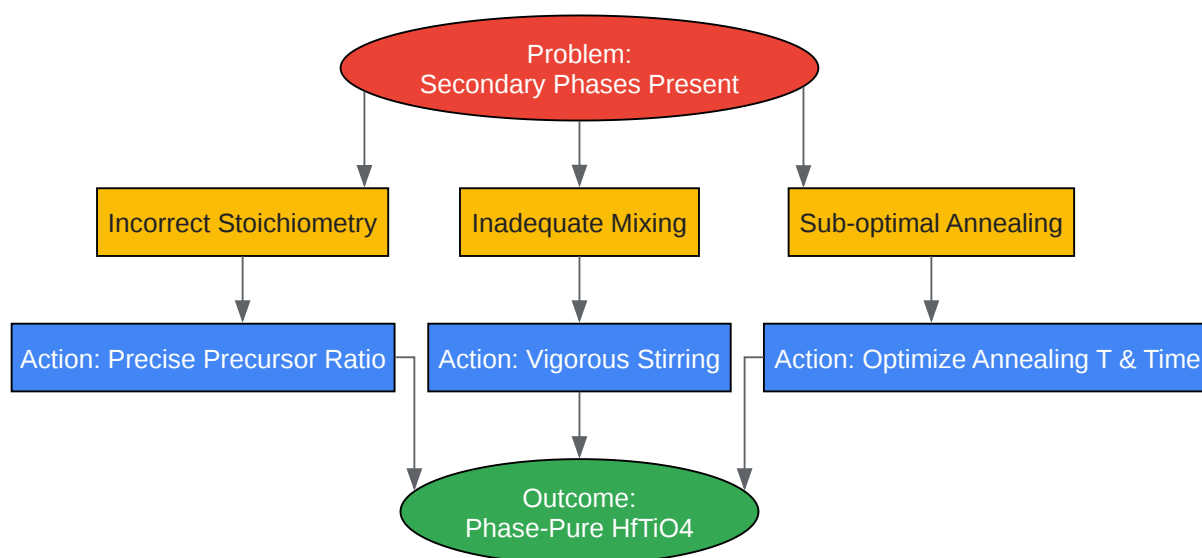 Problem:
Secondary Phases Present
Incorrect Stoichiometry
Inadequate Mixing
Sub-optimal Annealing
Action: Precise Precursor Ratio
Action: Vigorous Stirring
Action: Optimize Annealing T & Time
Outcome:
Phase-Pure HfTiO4